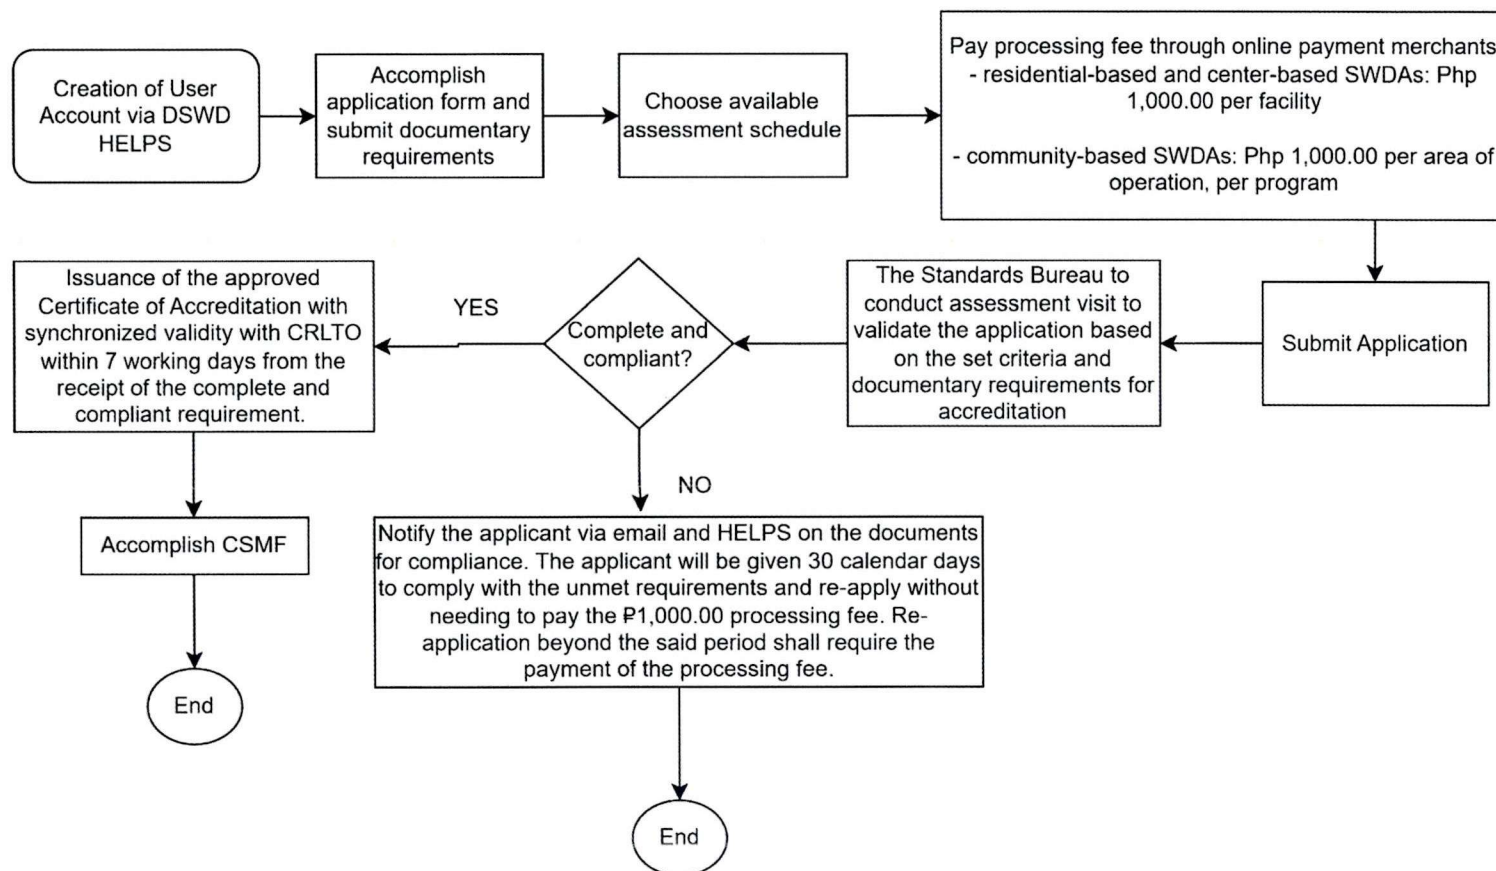 Creation of User
Account via DSWD
HELPS
Accomplish
application form and
submit documentary
requirements
Choose available
assessment schedule
Pay processing fee through online payment merchants
- residential-based and center-based SWDAs: Php
1,000.00 per facility
- community-based SWDAs: Php 1,000.00 per area of
operation, per program
Submit Application
The Standards Bureau to
conduct assessment visit to
validate the application based
on the set criteria and
documentary requirements for
accreditation
Complete and
compliant?
YES
Issuance of the approved
Certificate of Accreditation with
synchronized validity with CRLTO
within 7 working days from the
receipt of the complete and
compliant requirement.
Accomplish CSMF
End
NO
Notify the applicant via email and HELPS on the documents
for compliance. The applicant will be given 30 calendar days
to comply with the unmet requirements and re-apply without
needing to pay the ₱1,000.00 processing fee. Re-
application beyond the said period shall require the
payment of the processing fee.
End